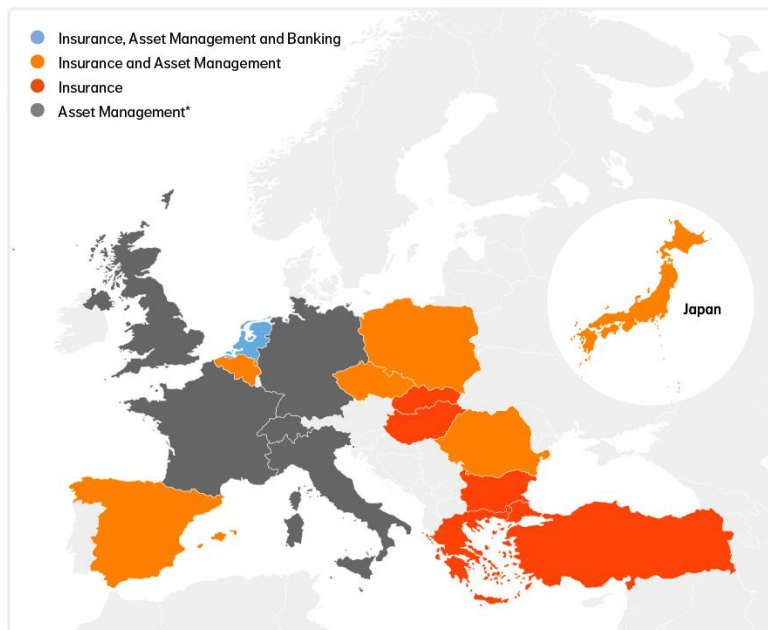 Insurance, Asset Management and Banking
Insurance and Asset Management
Insurance
Asset Management*
Japan